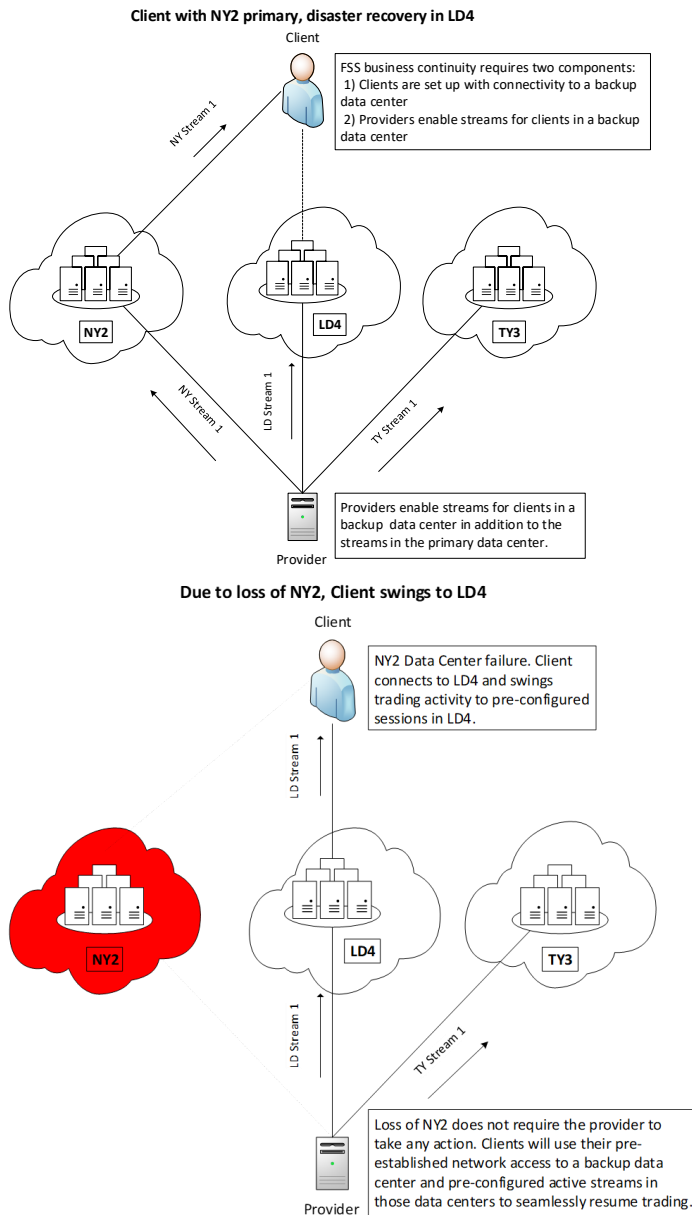 Client with NY2 primary, disaster recovery in LD4
Client
FSS business continuity requires two components:
1) Clients are set up with connectivity to a backup
data center
2) Providers enable streams for clients in a backup
data center
NY Stream 1
NY2
LD4
TY3
NY Stream 1
LD Stream 1
TY Stream 1
Providers enable streams for clients in a
backup data center in addition to the
streams in the primary data center.
Provider
Due to loss of NY2, Client swings to LD4
Client
NY2 Data Center failure. Client
connects to LD4 and swings
trading activity to pre-configured
sessions in LD4.
LD Stream 1
NY2
LD4
TY3
LD Stream 1
TY Stream 1
Loss of NY2 does not require the provider to
take any action. Clients will use their pre-
established network access to a backup data
center and pre-configured active streams in
those data centers to seamlessly resume trading.
Provider